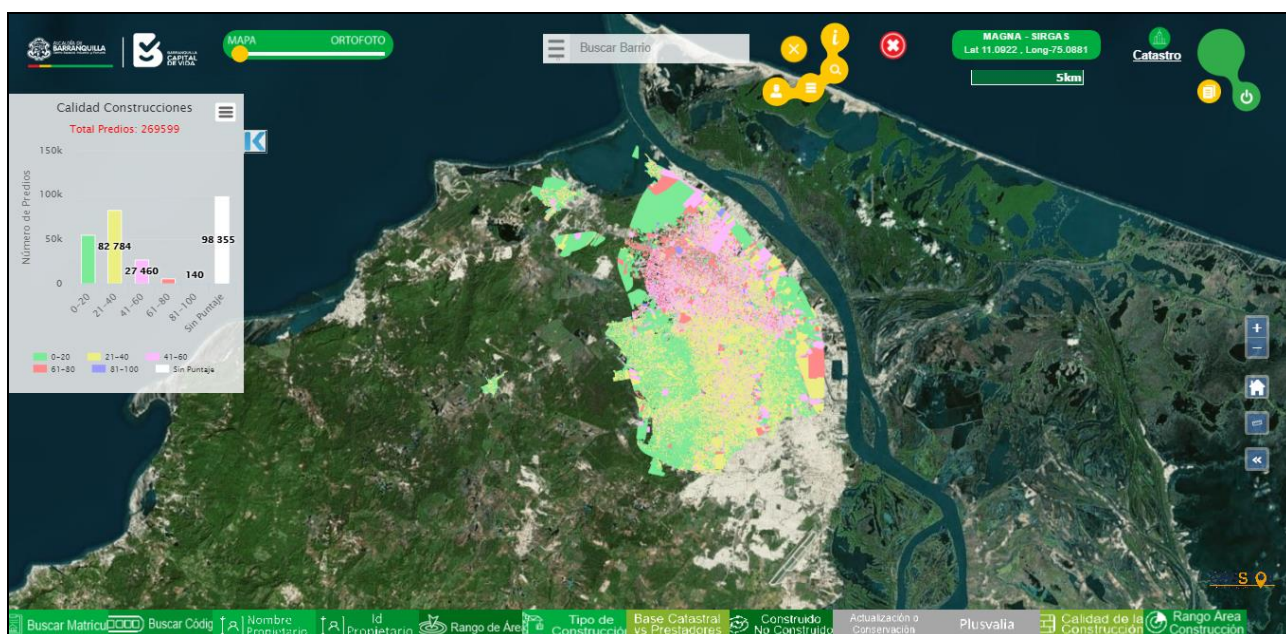 ALCALDÍA DE
BARRANQUILLA
BARRANQUILLA
CAPITAL
DE VIDA
MAPA
ORTOFOTO
Buscar Barrio
i
MAGNA - SIRGAS
Lat 11.0922 , Long-75.0881
5km
Catastro
Calidad Construcciones
Total Predios: 269599
Número de Predios
150k
100k
50k
0
82 784
27 460
140
98 355
0-20
21-40
41-60
61-80
81-100
Sin Puntaje
0-20 21-40 41-60
61-80 81-100 Sin Puntaje
+
−
«
S
Buscar Matricu
Buscar Códig
Nombre
Propietario
Id
Propietario
Rango de Áre
Tipo de
Construcción
Base Catastral
vs Prestadores
Construido
No Construido
Actualización o
Conservación
Plusvalia
Calidad de la
Construcción
Rango Area
Construcción